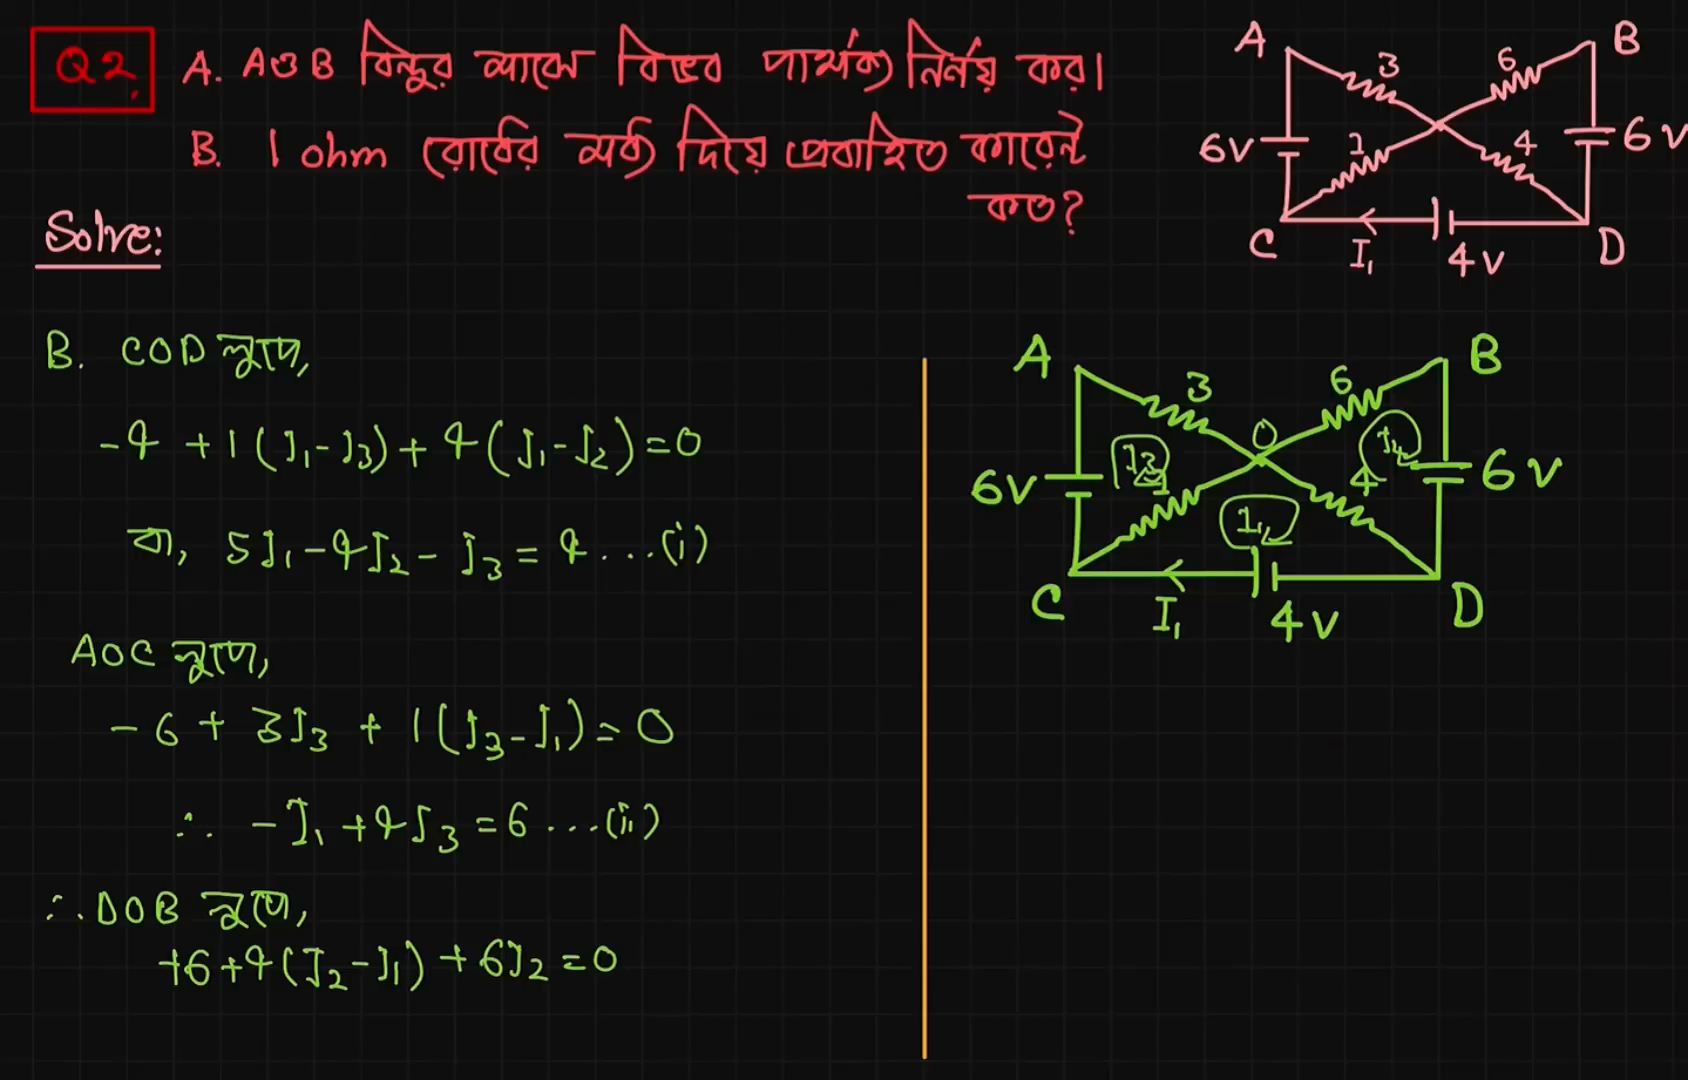 Q2. A. A ও B বিন্দুর মাঝে বিভব পার্থক্য নির্ণয় কর।
B. 1 ohm রোধের মধ্য দিয়ে প্রবাহিত কারেন্ট কত?
A 3 6 B
6V 1 4 6V
C I₁ 4V D
Solve:
B. COD লুপে,
-4 + 1(I₁-I₃) + 4(I₁-I₂) = 0
বা, 5I₁ - 4I₂ - I₃ = 4 ...(i)
AOC লুপে,
-6 + 3I₃ + 1(I₃-I₁) = 0
∴ -I₁ + 4I₃ = 6 ...(ii)
∴ DOB লুপে,
+6+4(I₂-I₁) + 6I₂ = 0
A 3 6 B
O
6V I₃ 1 4 6V
I₁
C I₁ 4V D